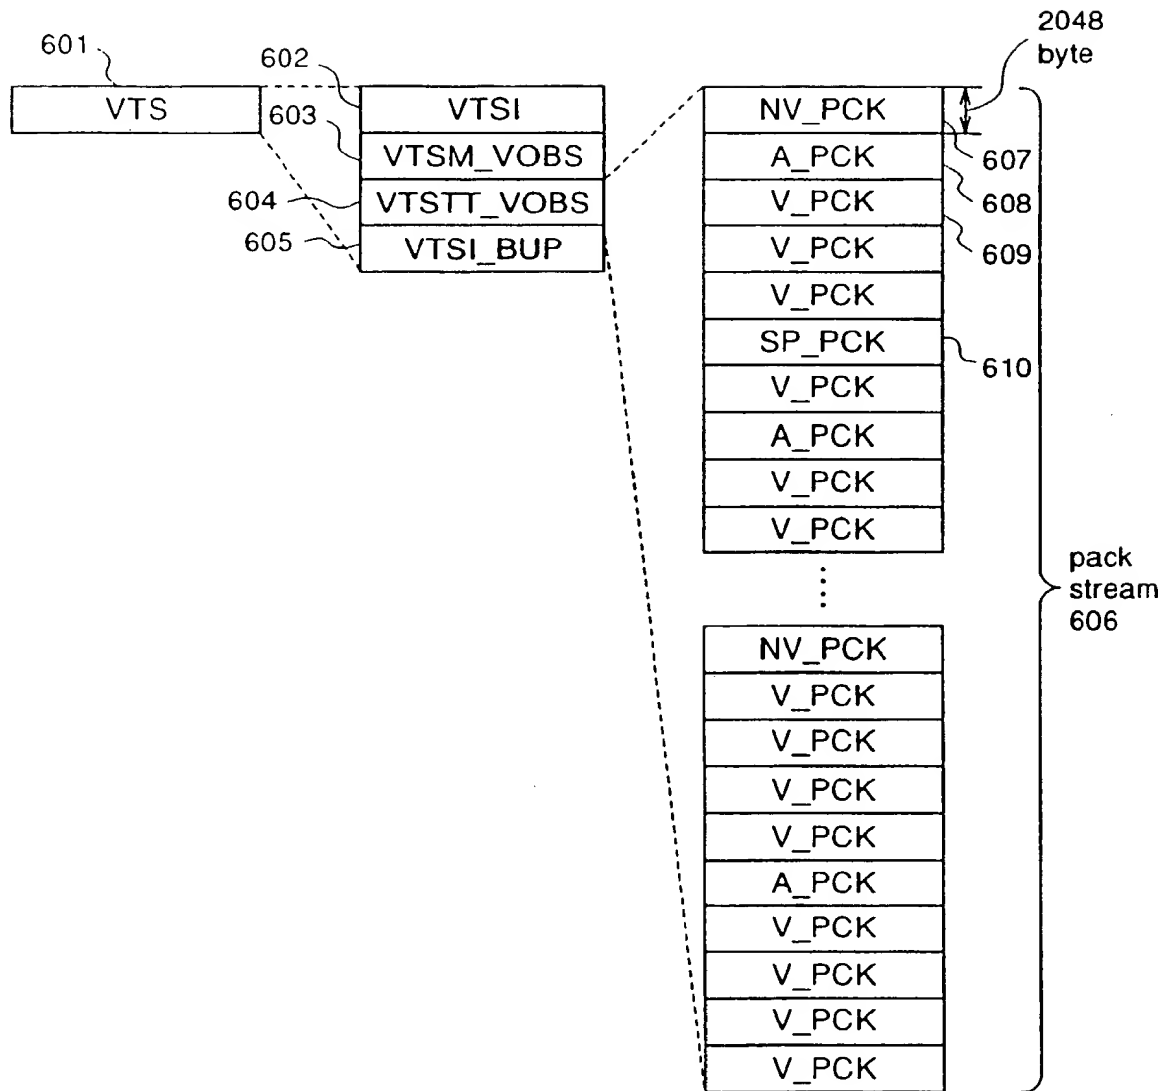 601
VTS
602
603
604
605
VTSI
VTSM_VOBS
VTSTT_VOBS
VTSI_BUP
2048
byte
NV_PCK
A_PCK
V_PCK
V_PCK
V_PCK
SP_PCK
V_PCK
A_PCK
V_PCK
V_PCK
607
608
609
610
NV_PCK
V_PCK
V_PCK
V_PCK
V_PCK
A_PCK
V_PCK
V_PCK
V_PCK
V_PCK
pack
stream
606